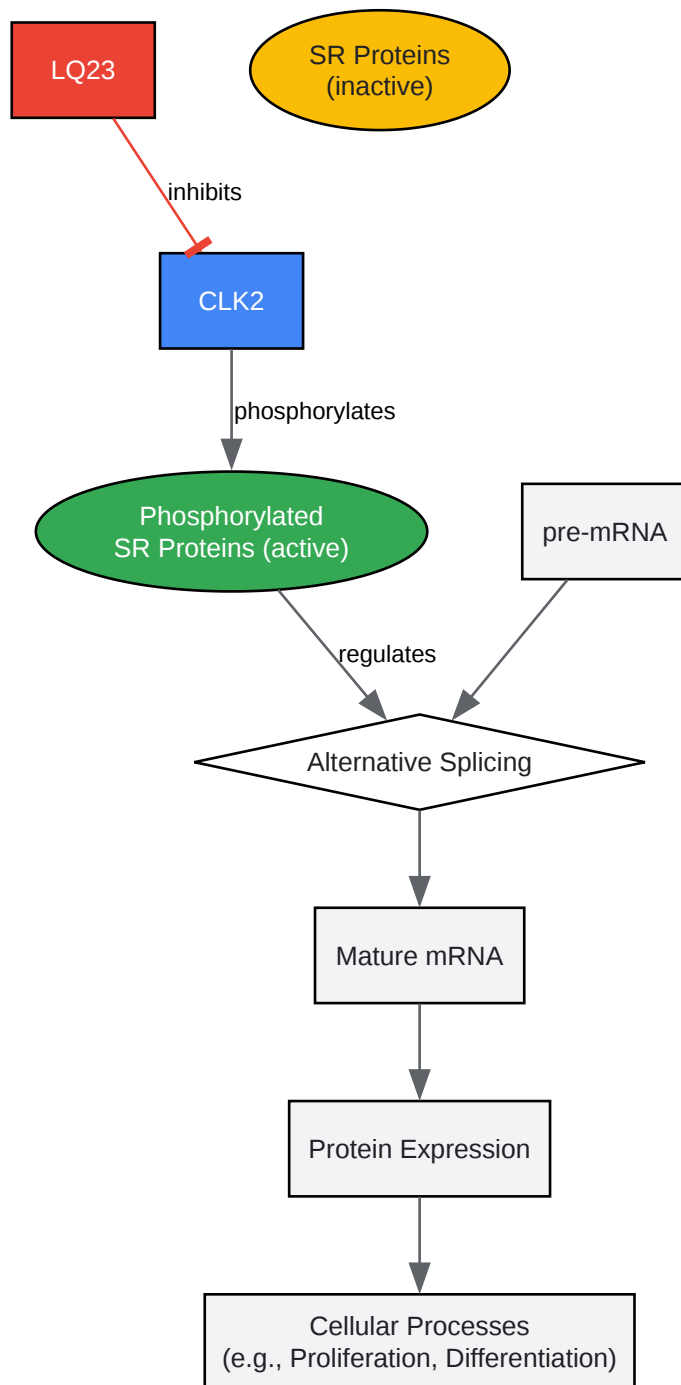 LQ23
SR Proteins
(inactive)
inhibits
CLK2
phosphorylates
Phosphorylated
SR Proteins (active)
pre-mRNA
regulates
Alternative Splicing
Mature mRNA
Protein Expression
Cellular Processes
(e.g., Proliferation, Differentiation)